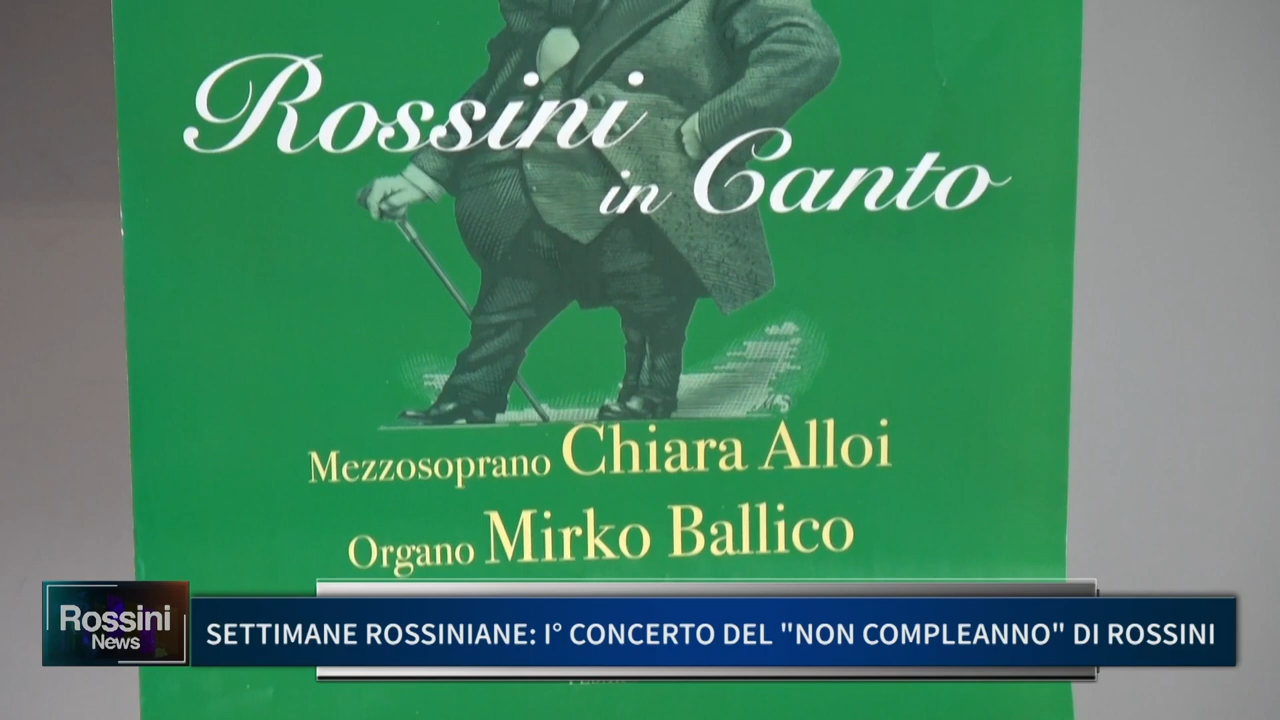 Rossini
in Canto
Mezzosoprano Chiara Alloi
Organo Mirko Ballico
Rossini
News
SETTIMANE ROSSINIANE: I° CONCERTO DEL "NON COMPLEANNO" DI ROSSINI